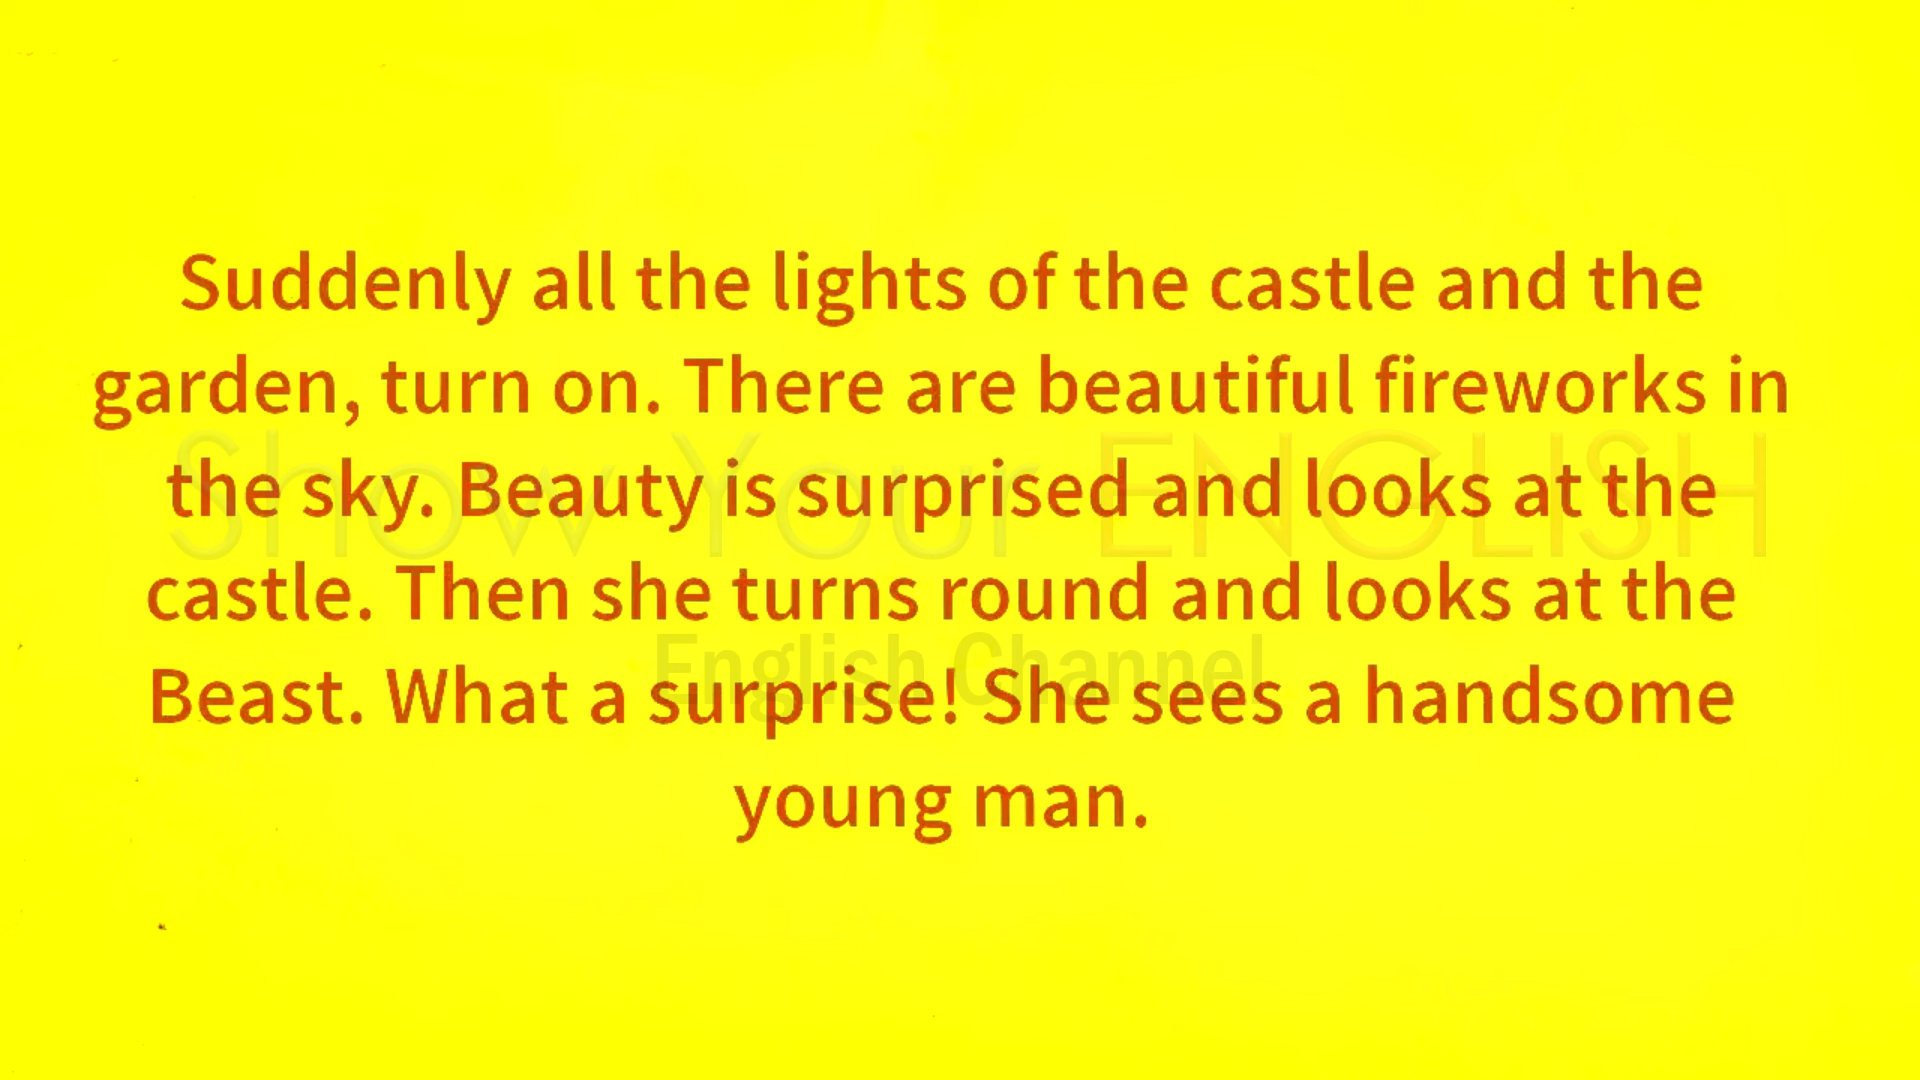 Suddenly all the lights of the castle and the
garden, turn on. There are beautiful fireworks in
the sky. Beauty is surprised and looks at the
castle. Then she turns round and looks at the
Beast. What a surprise! She sees a handsome
young man.
Show Your ENGLISH
English Channel